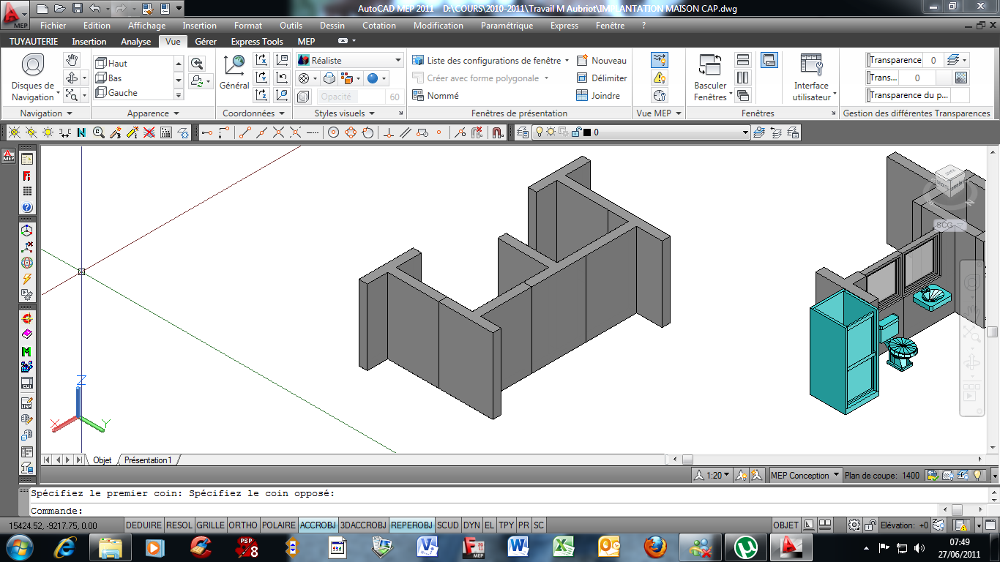 AutoCAD MEP 2011 D:\COURS\2010-2011\Travail M Aubriot\IMPLANTATION MAISON CAP.dwg
MEP
Fichier Edition Affichage Insertion Format Outils Dessin Cotation Modification Paramétrique Express Fenêtre ?
TUYAUTERIE Insertion Analyse Vue Gérer Express Tools MEP
Disques de Navigation
Haut
Bas
Gauche
Général
Réaliste
Opacité 60
Liste des configurations de fenêtre
Créer avec forme polygonale
Nommé
Nouveau
Délimiter
Joindre
Basculer Fenêtres
Interface utilisateur
Transparence 0
Trans... 0
Transparence du p...
Navigation Apparence Coordonnées Styles visuels Fenêtres de présentation Vue MEP Fenêtres Gestion des différentes Transparences
0
MEP
SCG
N
Z
X
Y
Objet Présentation1
1:20 MEP Conception Plan de coupe: 1400
Spécifiez le premier coin: Spécifiez le coin opposé:
Commande:
15424.52, -9217.75, 0.00 DEDUIRE RESOL GRILLE ORTHO POLAIRE ACCROBJ 3DACCROBJ REPEROBJ SCUD DYN EL TPY PR SC OBJET Elévation: +0
PSP 8
MEP
07:49
27/06/2011